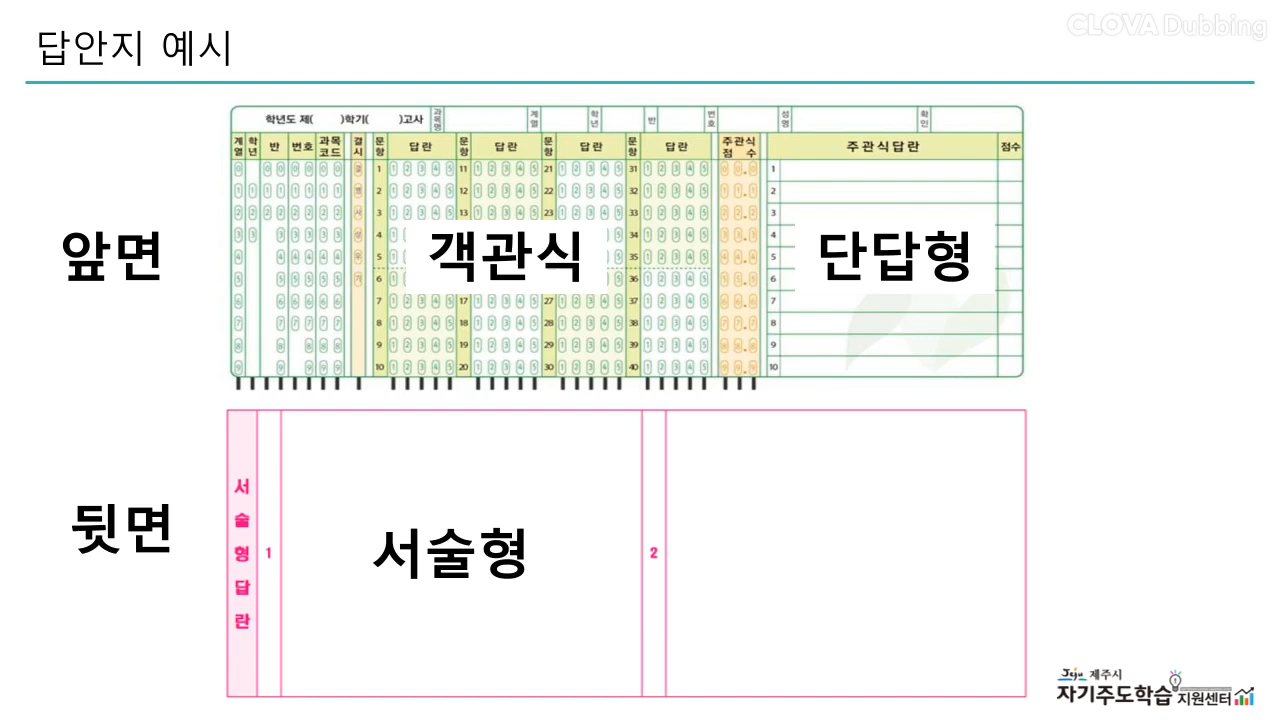 답안지 예시
CLOVA Dubbing
학년도 제( )학기( )고사 과목명 계열 학년 반 번호 성명 확인
계열 학년 반 번호 과목코드 결시 문항 답란 문항 답란 문항 답란 문항 답란 주관식 점수 주관식답란 점수
앞면
객관식
단답형
뒷면
서술형답란
1
서술형
2
Jeju 제주시
자기주도학습 지원센터